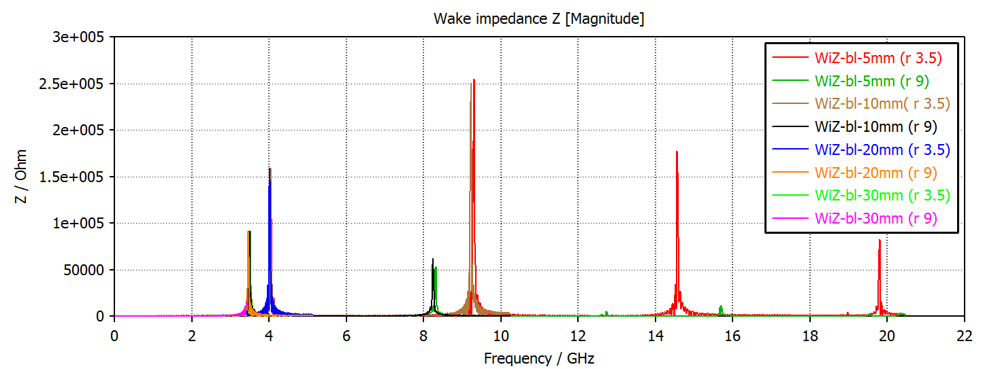 Wake impedance Z [Magnitude]
3e+005
2.5e+005
2e+005
1.5e+005
1e+005
50000
0
Z / Ohm
WiZ-bl-5mm (r 3.5)
WiZ-bl-5mm (r 9)
WiZ-bl-10mm( r 3.5)
WiZ-bl-10mm (r 9)
WiZ-bl-20mm (r 3.5)
WiZ-bl-20mm (r 9)
WiZ-bl-30mm (r 3.5)
WiZ-bl-30mm (r 9)
0 2 4 6 8 10 12 14 16 18 20 22
Frequency / GHz